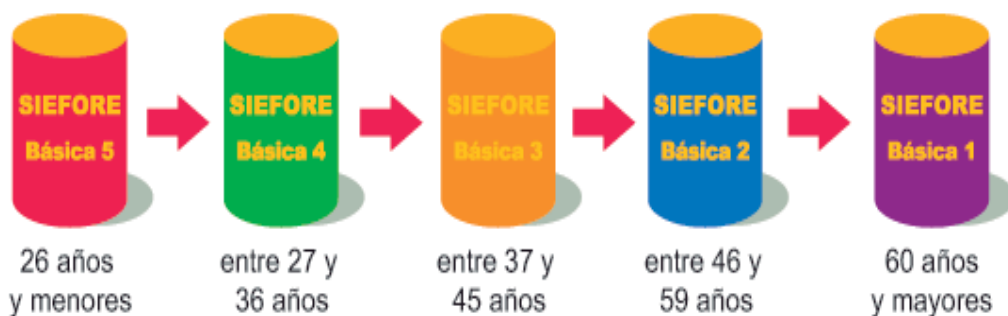 SIEFORE
Básica 5
SIEFORE
Básica 4
SIEFORE
Básica 3
SIEFORE
Básica 2
SIEFORE
Básica 1
26 años
y menores
entre 27 y
36 años
entre 37 y
45 años
entre 46 y
59 años
60 años
y mayores